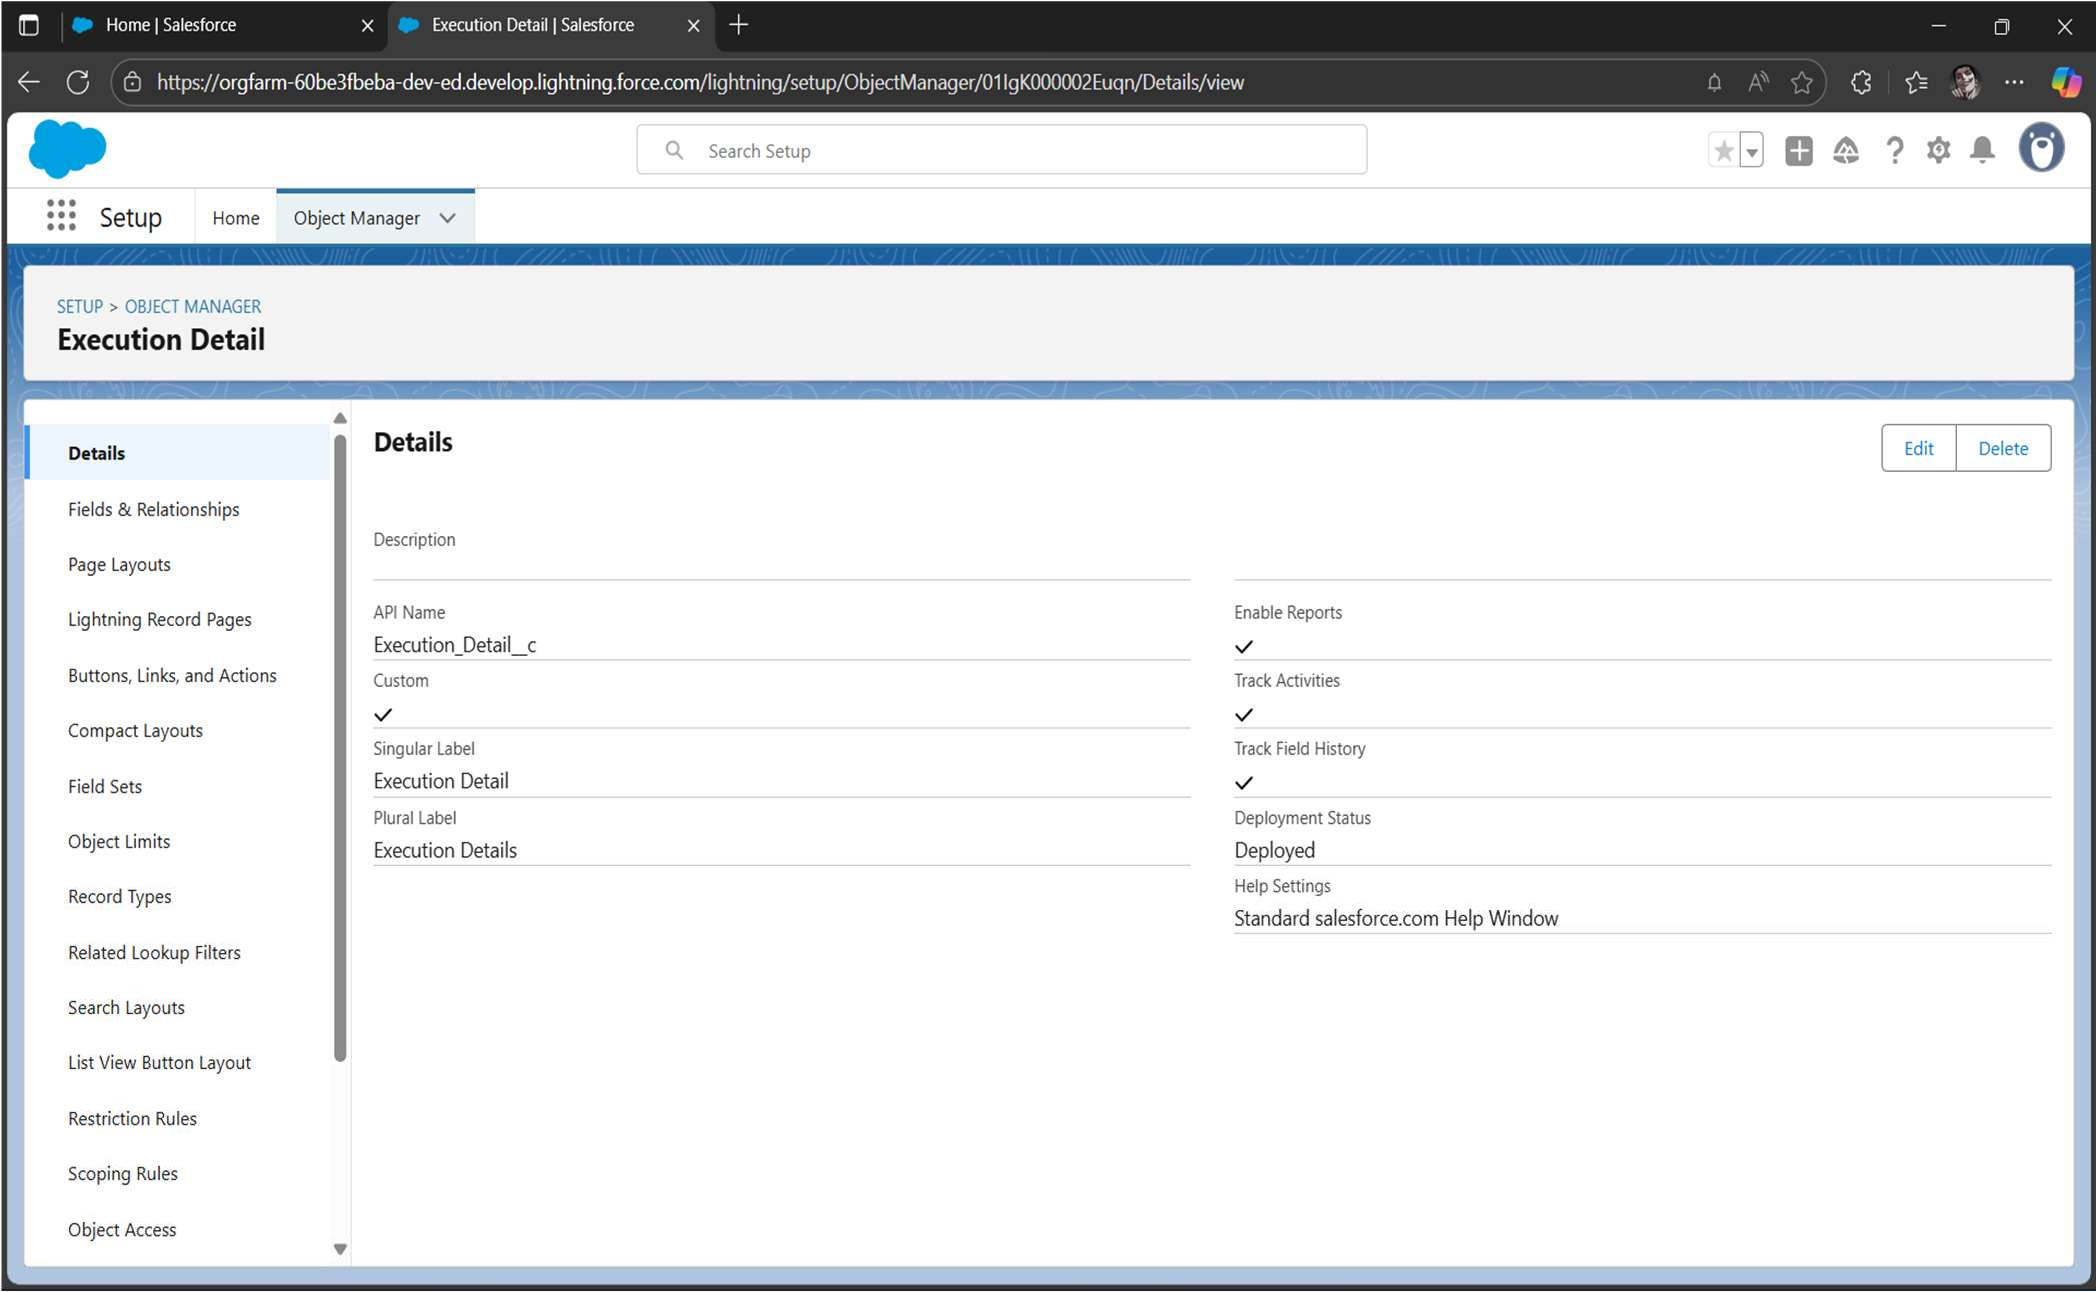 Home | Salesforce
Execution Detail | Salesforce
https://orgfarm-60be3fbeba-dev-ed.develop.lightning.force.com/lightning/setup/ObjectManager/01IgK000002Euqn/Details/view
Search Setup
Setup
Home
Object Manager
SETUP > OBJECT MANAGER
Execution Detail
Details
Fields & Relationships
Page Layouts
Lightning Record Pages
Buttons, Links, and Actions
Compact Layouts
Field Sets
Object Limits
Record Types
Related Lookup Filters
Search Layouts
List View Button Layout
Restriction Rules
Scoping Rules
Object Access
Details
Edit
Delete
Description
API Name
Execution_Detail__c
Custom
Singular Label
Execution Detail
Plural Label
Execution Details
Enable Reports
Track Activities
Track Field History
Deployment Status
Deployed
Help Settings
Standard salesforce.com Help Window